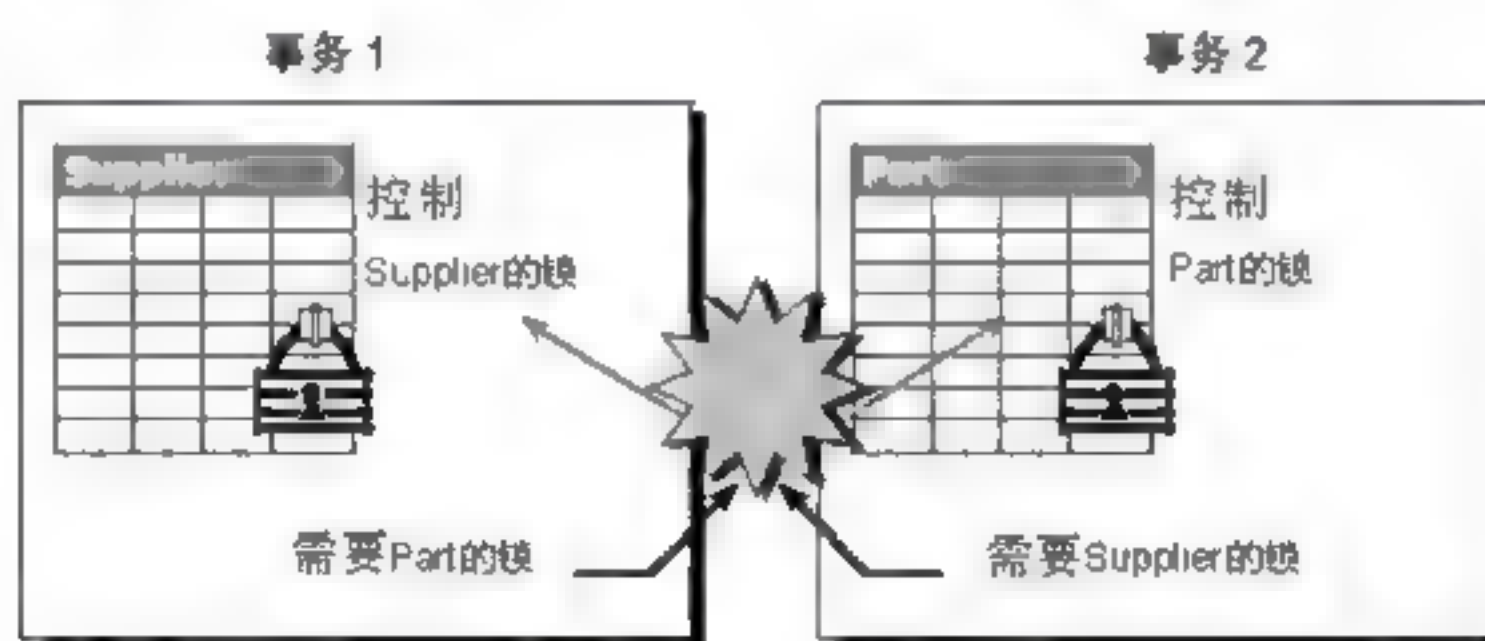 事务 1
事务 2
Supplier
控制
Supplier的锁
Part
控制
Part的锁
需要Part的锁
需要Supplier的锁